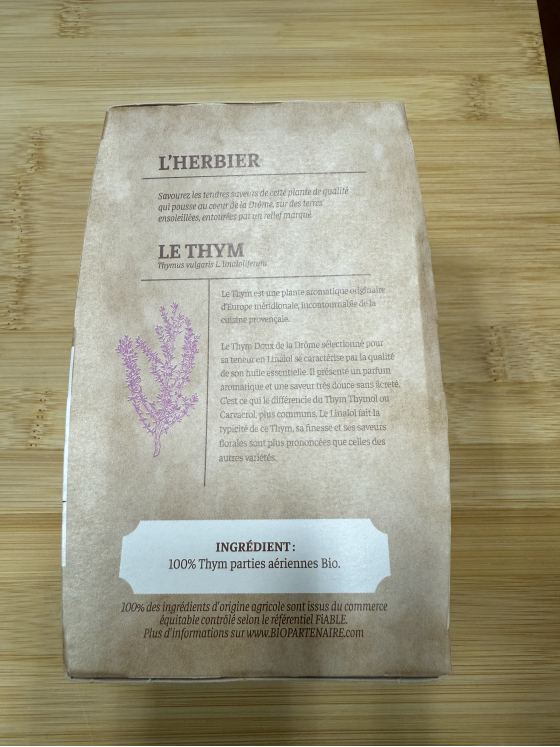 L'HERBIER
Savourez les tendres saveurs de cette plante de qualité
qui pousse au coeur de la Drôme, sur des terres
ensoleillées, entourées par un relief marqué.
LE THYM
Thymus vulgaris L. linaloliferum
Le Thym est une plante aromatique originaire
d'Europe méridionale, incontournable de la
cuisine provençale.
Le Thym Doux de la Drôme sélectionné pour
sa teneur en Linalol se caractérise par la qualité
de son huile essentielle. Il présente un parfum
aromatique et une saveur très douce sans âcreté.
C'est ce qui le différencie du Thym Thymol ou
Carvacrol, plus communs. Le Linalol fait la
typicité de ce Thym, sa finesse et ses saveurs
florales sont plus prononcées que celles des
autres variétés.
INGRÉDIENT :
100% Thym parties aériennes Bio.
100% des ingrédients d'origine agricole sont issus du commerce
équitable contrôlé selon le référentiel FiABLE.
Plus d'informations sur www.BIOPARTENAIRE.com